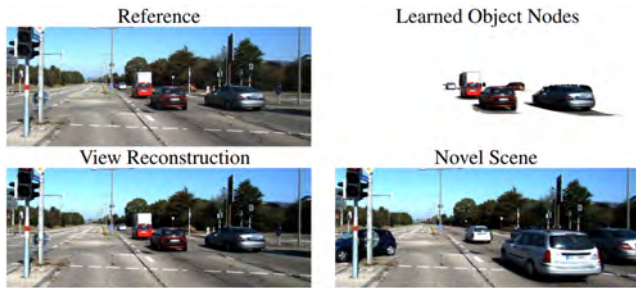 Reference
Learned Object Nodes
View Reconstruction
Novel Scene